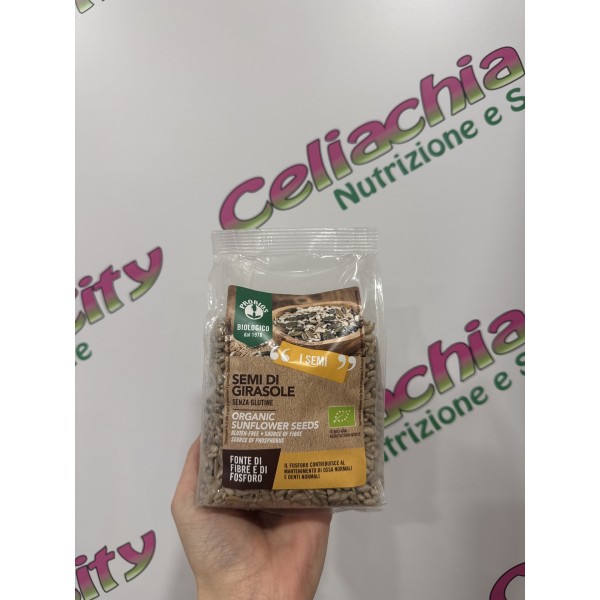 Celiachia
Nutrizione e S
City
Celiachia
Nutrizione e S
City
PROBIOS
BIOLOGICO
dal 1978
I SEMI
SEMI DI
GIRASOLE
SENZA GLUTINE
ORGANIC
SUNFLOWER SEEDS
GLUTEN-FREE • SOURCE OF FIBRE
SOURCE OF PHOSPHORUS
FONTE DI
FIBRE E DI
FOSFORO
IL FOSFORO CONTRIBUISCE AL
MANTENIMENTO DI OSSA NORMALI
E DENTI NORMALI